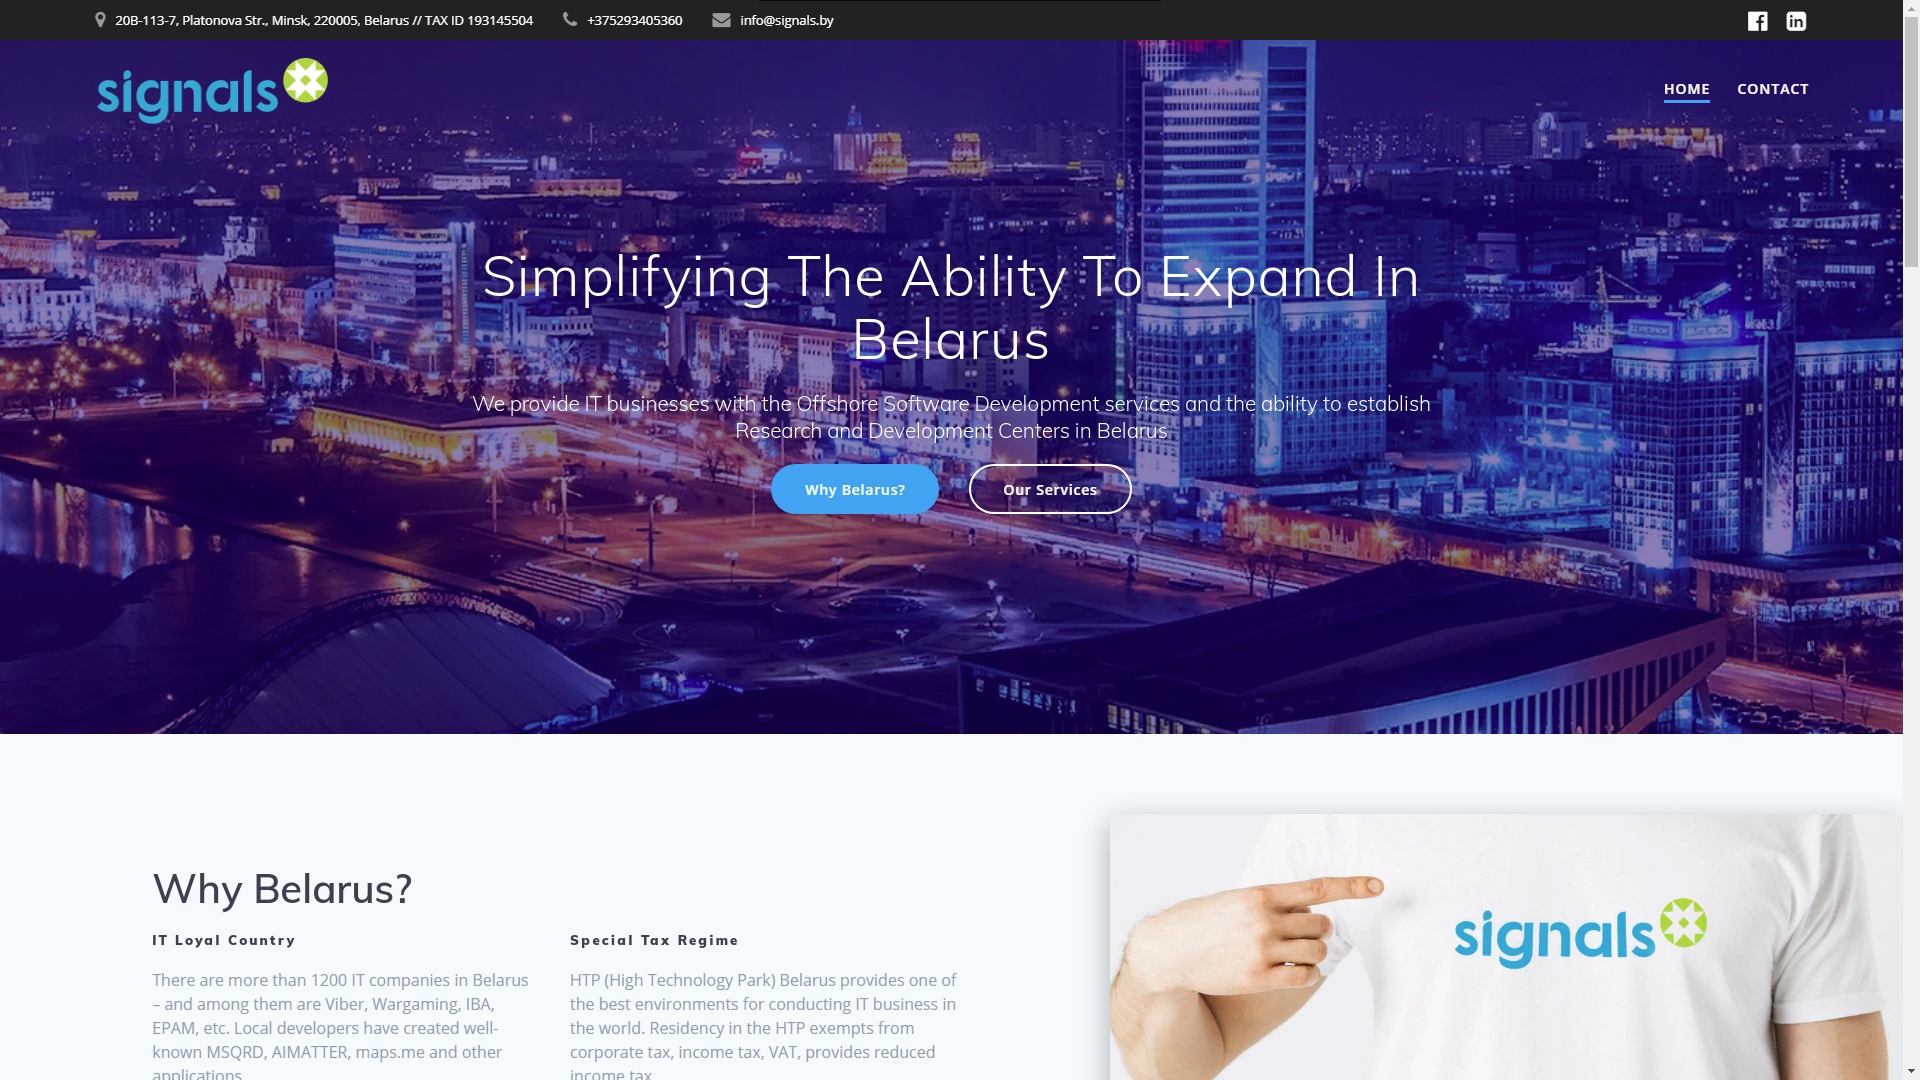 20B-113-7, Platonova Str., Minsk, 220005, Belarus // TAX ID 193145504
+375293405360
info@signals.by
signals
HOME
CONTACT
Simplifying The Ability To Expand In
Belarus
We provide IT businesses with the Offshore Software Development services and the ability to establish
Research and Development Centers in Belarus
Why Belarus?
Our Services
Why Belarus?
IT Loyal Country
There are more than 1200 IT companies in Belarus
– and among them are Viber, Wargaming, IBA,
EPAM, etc. Local developers have created well-
known MSQRD, AIMATTER, maps.me and other
applications.
Special Tax Regime
HTP (High Technology Park) Belarus provides one of
the best environments for conducting IT business in
the world. Residency in the HTP exempts from
corporate tax, income tax, VAT, provides reduced
income tax
signals